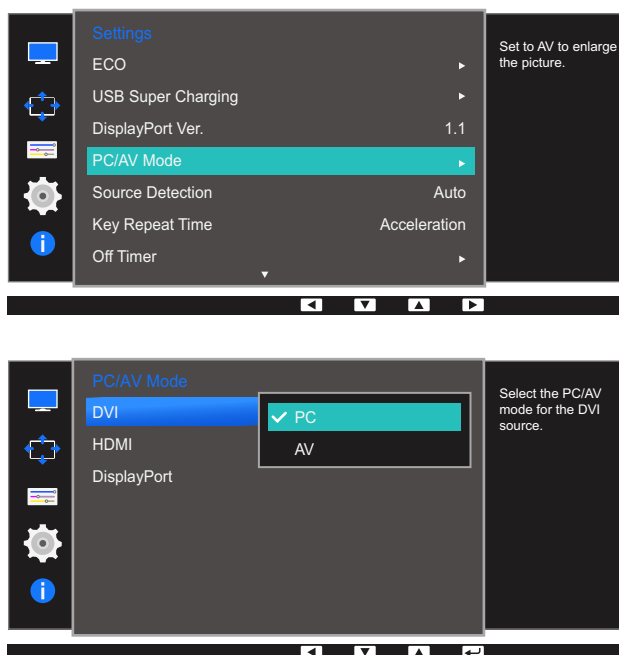 Settings
Set to AV to enlarge
the picture.
ECO
USB Super Charging
DisplayPort Ver. 1.1
PC/AV Mode
Source Detection Auto
Key Repeat Time Acceleration
Off Timer
PC/AV Mode
Select the PC/AV
mode for the DVI
source.
DVI
PC
HDMI
AV
DisplayPort